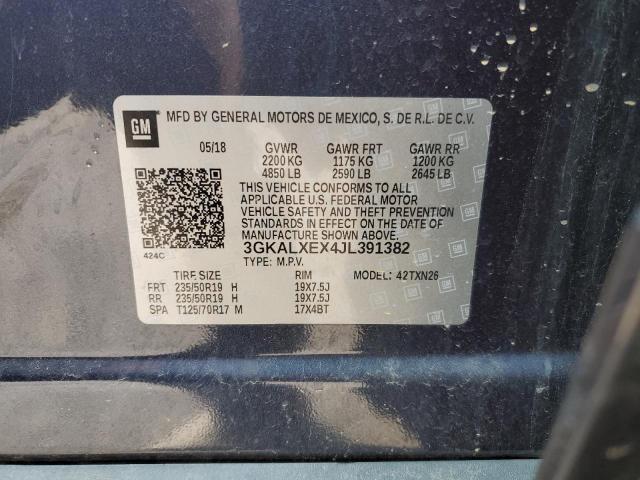 GM
MFD BY GENERAL MOTORS DE MEXICO, S. DE R.L. DE C.V.
05/18 GVWR GAWR FRT GAWR RR
2200 KG 1175 KG 1200 KG
4850 LB 2590 LB 2645 LB
THIS VEHICLE CONFORMS TO ALL
APPLICABLE U.S. FEDERAL MOTOR
VEHICLE SAFETY AND THEFT PREVENTION
STANDARDS IN EFFECT ON THE DATE
OF MANUFACTURE SHOWN ABOVE.
3GKALXEX4JL391382
424C
TYPE: M.P.V.
TIRE SIZE RIM MODEL: 42TXN26
FRT 235/50R19 H 19X7.5J
RR 235/50R19 H 19X7.5J
SPA T125/70R17 M 17X4BT